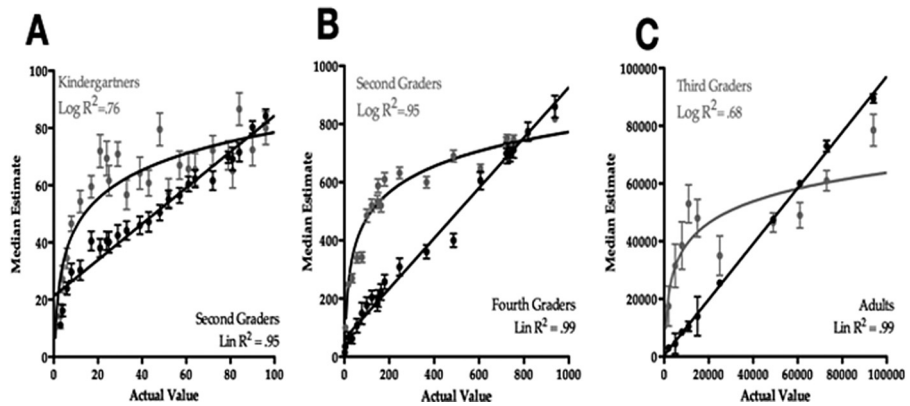 A
Kindergartners
Log R²=.76
100
80
60
40
20
0
Median Estimate
Second Graders
Lin R² = .95
0 20 40 60 80 100
Actual Value
B
Second Graders
Log R²=.95
1000
800
600
400
200
0
Median Estimate
Fourth Graders
Lin R² = .99
0 200 400 600 800 1000
Actual Value
C
Third Graders
Log R²=.68
100000
80000
60000
40000
20000
0
Median Estimate
Adults
Lin R² = .99
0 20000 40000 60000 80000 100000
Actual Value